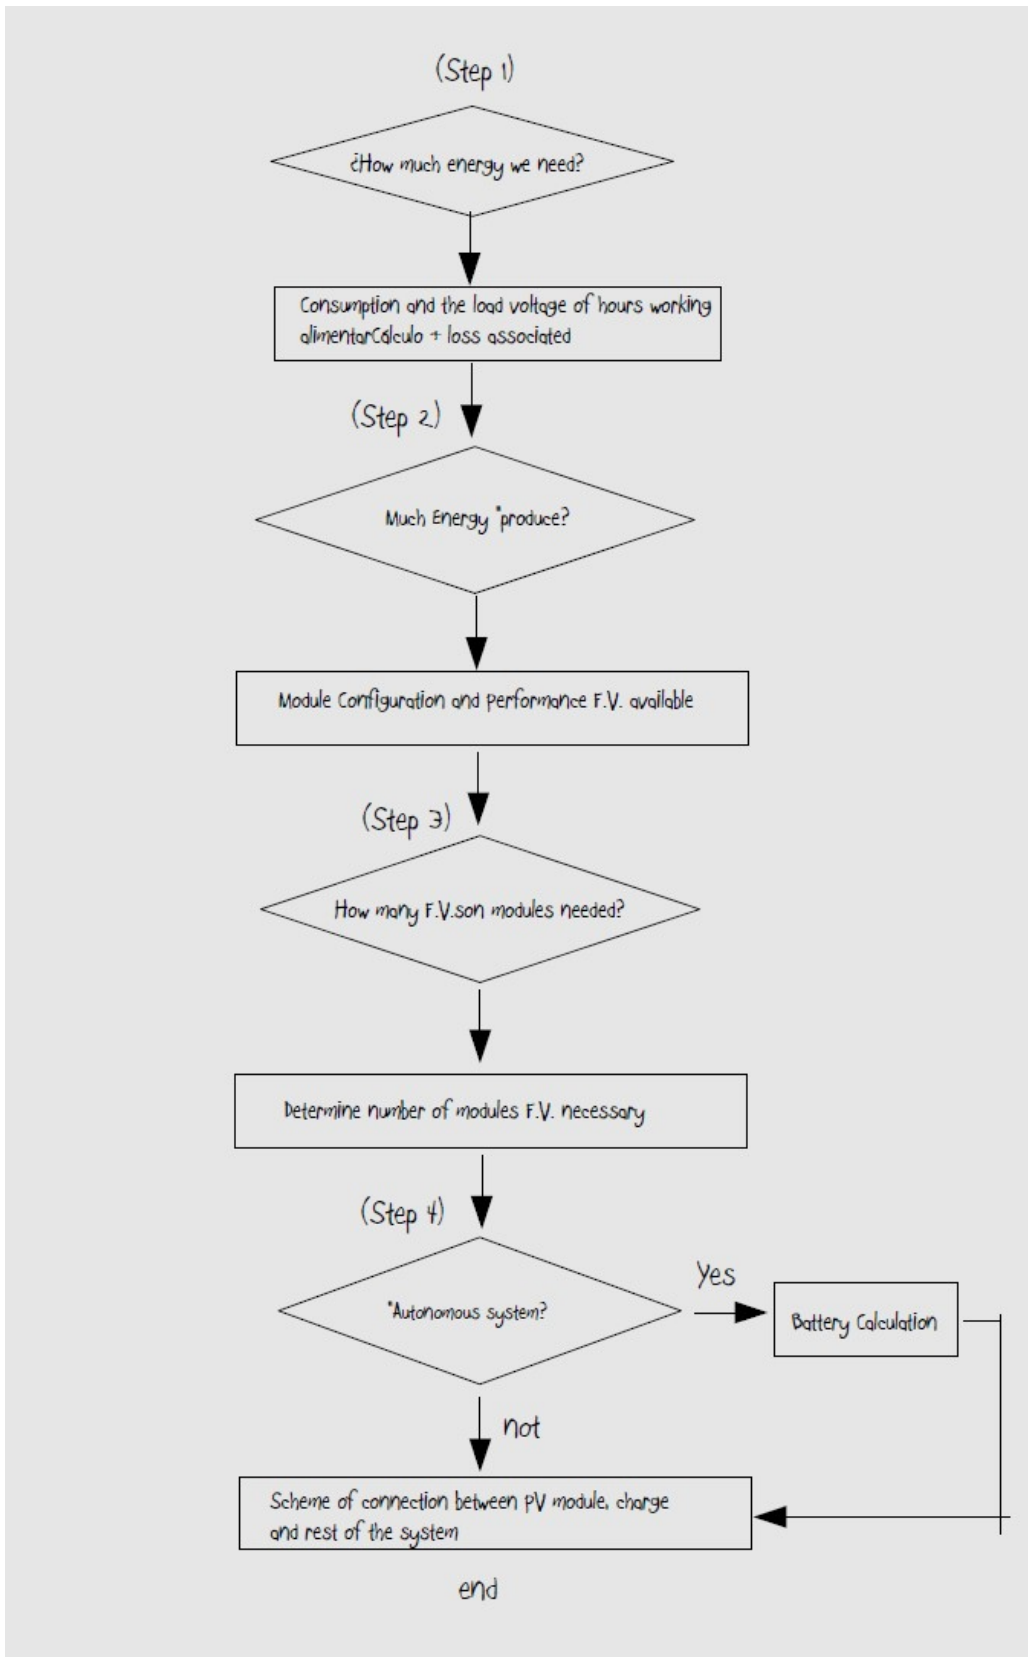 (Step 1)
¿How much energy we need?
Consumption and the load voltage of hours working
alimentarCálculo + loss associated
(Step 2)
Much Energy "produce?
Module Configuration and Performance F.V. available
(Step 3)
How many F.V.son modules needed?
Determine number of modules F.V. necessary
(Step 4)
"Autonomous system?
Yes
Battery Calculation
not
Scheme of connection between PV module, charge
and rest of the system
end